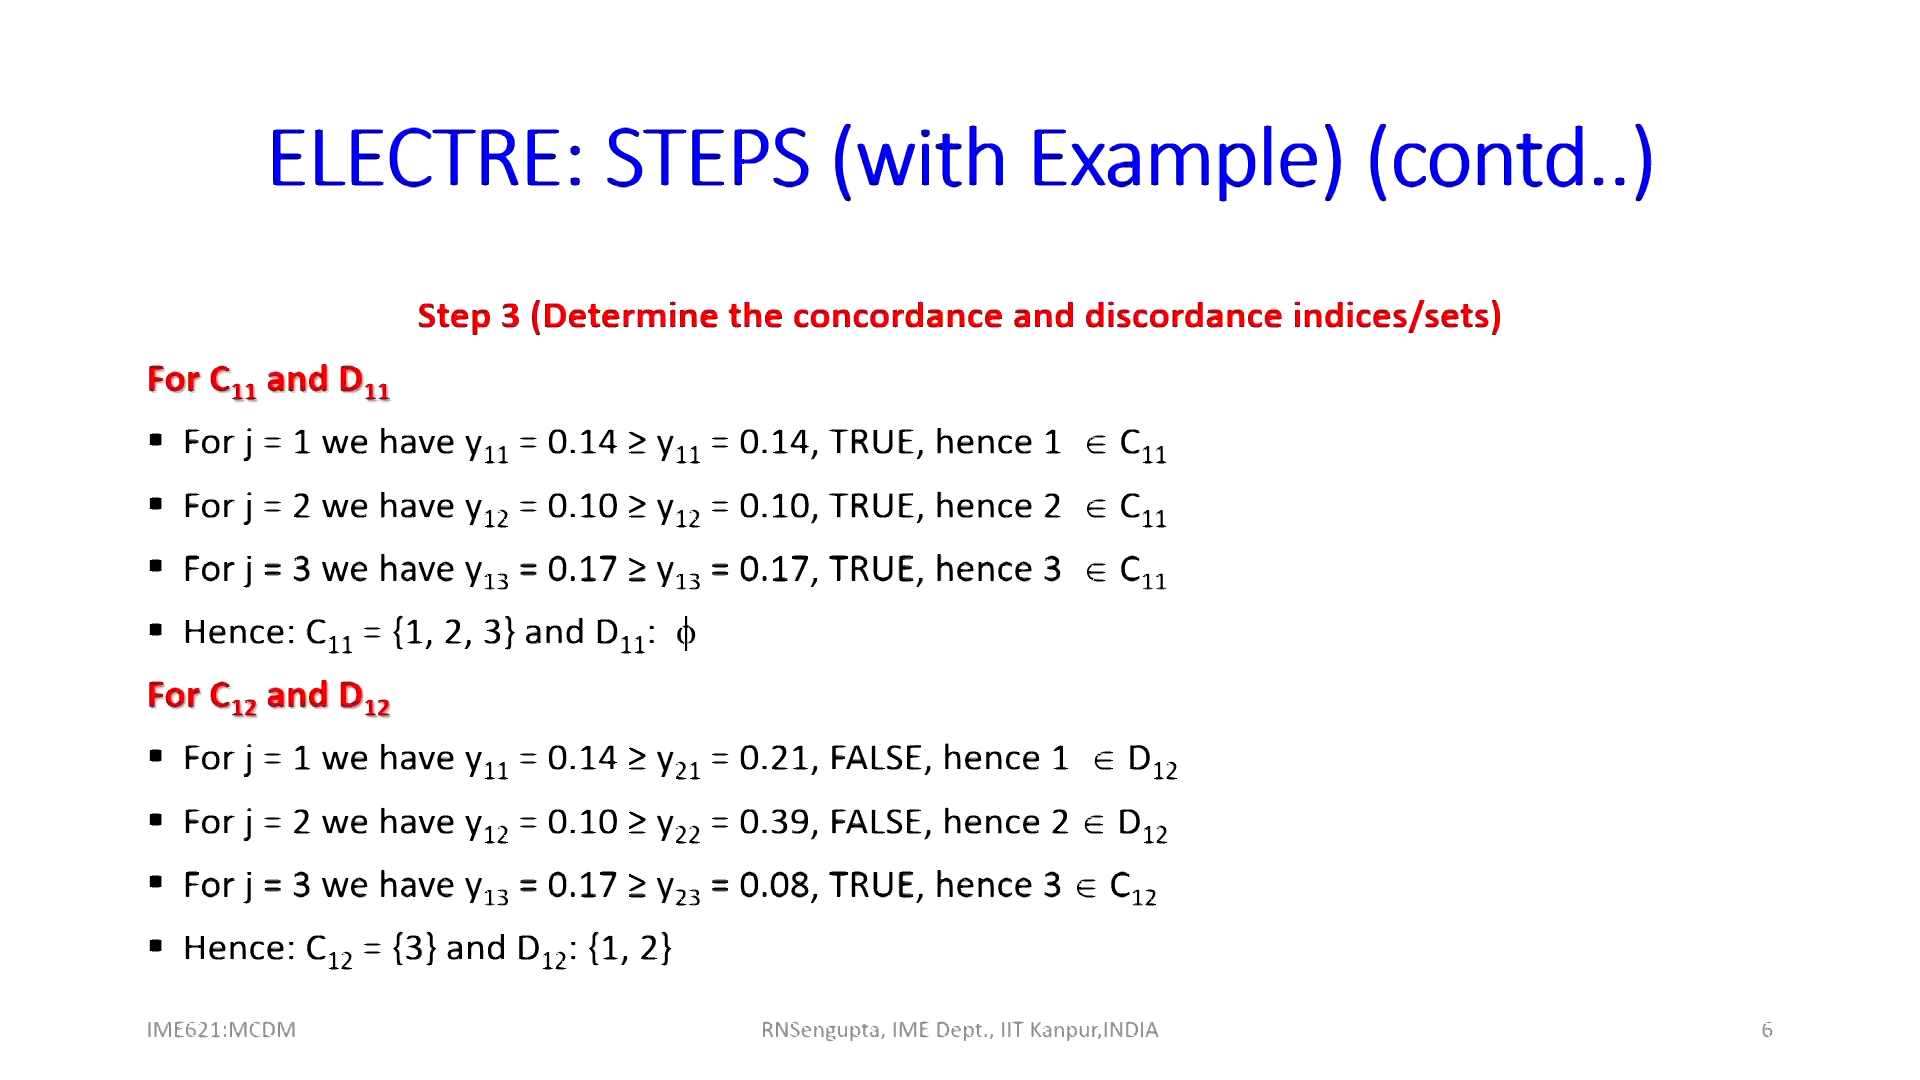 ELECTRE: STEPS (with Example) (contd..)
Step 3 (Determine the concordance and discordance indices/sets)
For C₁₁ and D₁₁
▪ For j = 1 we have y₁₁ = 0.14 ≥ y₁₁ = 0.14, TRUE, hence 1 ∈ C₁₁
▪ For j = 2 we have y₁₂ = 0.10 ≥ y₁₂ = 0.10, TRUE, hence 2 ∈ C₁₁
▪ For j = 3 we have y₁₃ = 0.17 ≥ y₁₃ = 0.17, TRUE, hence 3 ∈ C₁₁
▪ Hence: C₁₁ = {1, 2, 3} and D₁₁: ϕ
For C₁₂ and D₁₂
▪ For j = 1 we have y₁₁ = 0.14 ≥ y₂₁ = 0.21, FALSE, hence 1 ∈ D₁₂
▪ For j = 2 we have y₁₂ = 0.10 ≥ y₂₂ = 0.39, FALSE, hence 2 ∈ D₁₂
▪ For j = 3 we have y₁₃ = 0.17 ≥ y₂₃ = 0.08, TRUE, hence 3 ∈ C₁₂
▪ Hence: C₁₂ = {3} and D₁₂: {1, 2}
IME621:MCDM
RNSengupta, IME Dept., IIT Kanpur,INDIA
6